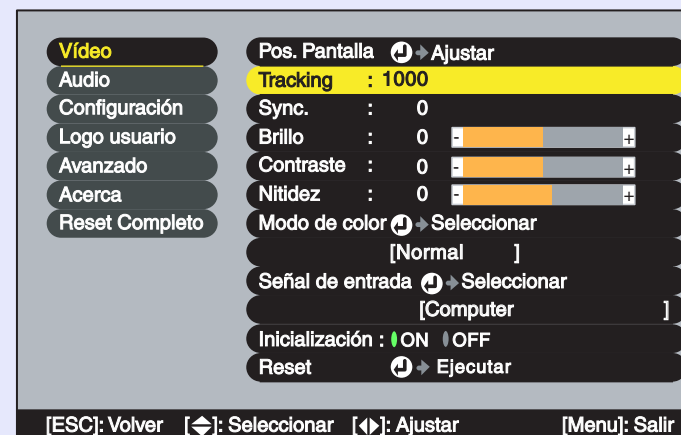 Vídeo
Audio
Configuración
Logo usuario
Avanzado
Acerca
Reset Completo
Pos. Pantalla Ajustar
Tracking : 1000
Sync. : 0
Brillo : 0 - +
Contraste : 0 - +
Nitidez : 0 - +
Modo de color Seleccionar
[Normal ]
Señal de entrada Seleccionar
[Computer ]
Inicialización : ON OFF
Reset Ejecutar
[ESC]: Volver [ ]: Seleccionar [ ]: Ajustar [Menu]: Salir